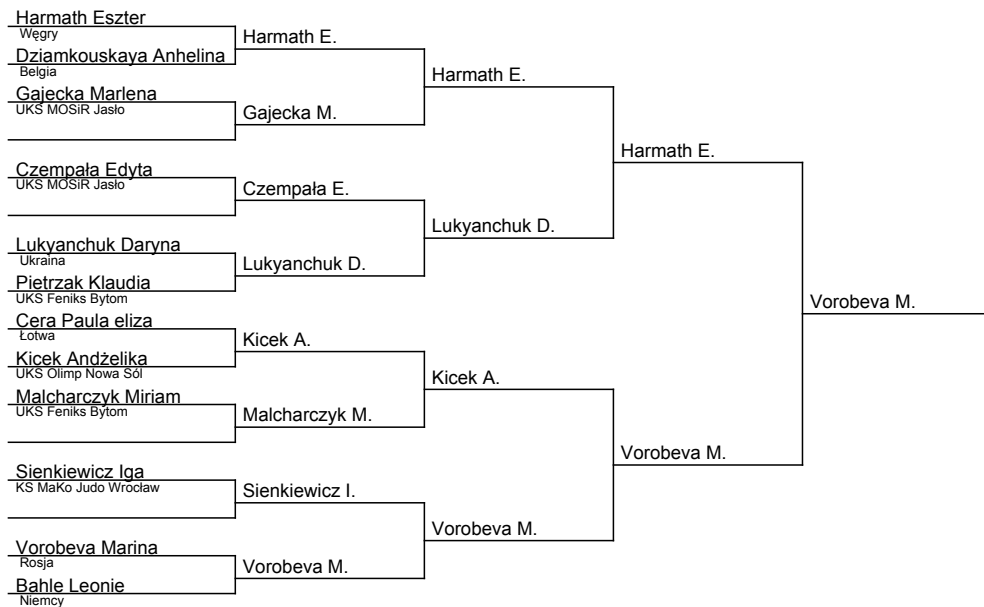 Harmath Eszter
Węgry
Dziamkouskaya Anhelina
Belgia
Gajecka Marlena
UKS MOSiR Jasło
Czempała Edyta
UKS MOSiR Jasło
Lukyanchuk Daryna
Ukraina
Pietrzak Klaudia
UKS Feniks Bytom
Cera Paula eliza
Łotwa
Kicek Andżelika
UKS Olimp Nowa Sól
Malcharczyk Miriam
UKS Feniks Bytom
Sienkiewicz Iga
KS MaKo Judo Wrocław
Vorobeva Marina
Rosja
Bahle Leonie
Niemcy
Harmath E.
Gajecka M.
Czempała E.
Lukyanchuk D.
Kicek A.
Malcharczyk M.
Sienkiewicz I.
Vorobeva M.
Harmath E.
Lukyanchuk D.
Kicek A.
Vorobeva M.
Harmath E.
Vorobeva M.
Vorobeva M.